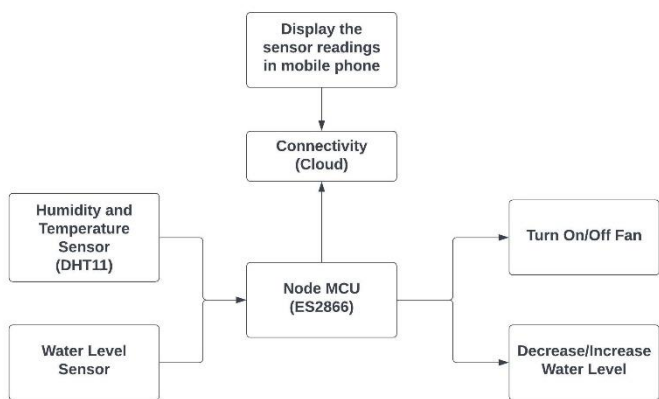 Display the
sensor readings
in mobile phone
Connectivity
(Cloud)
Humidity and
Temperature
Sensor
(DHT11)
Turn On/Off Fan
Node MCU
(ES2866)
Water Level
Sensor
Decrease/Increase
Water Level